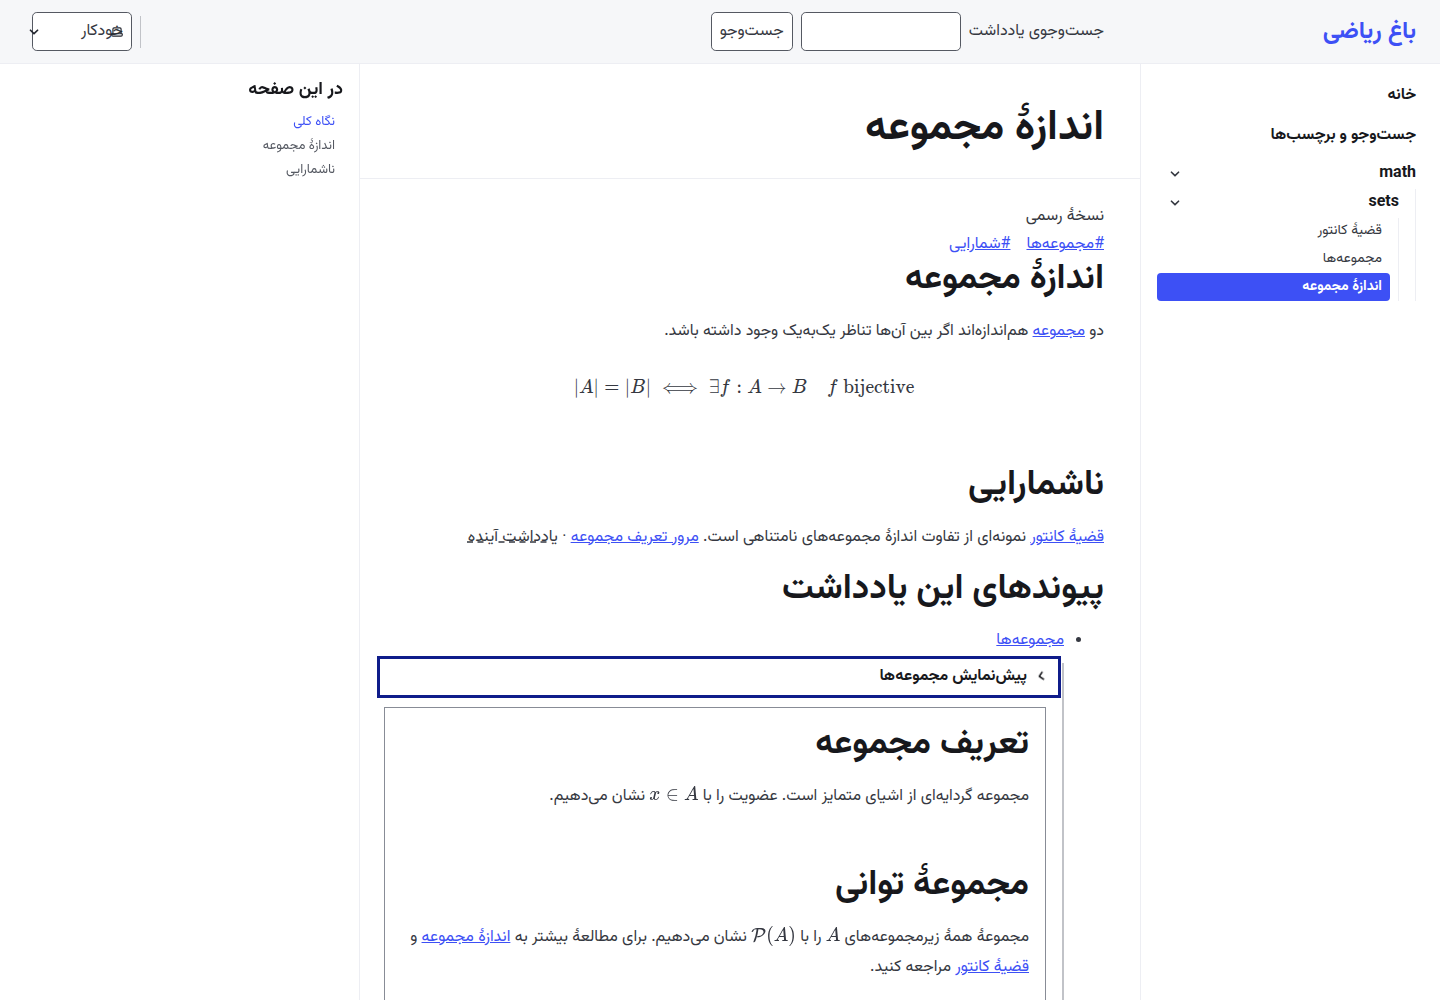 باغ ریاضی
جست‌وجوی یادداشت
جست‌وجو
خودکار
خانه
جست‌وجو و برچسب‌ها
math
sets
قضیهٔ کانتور
مجموعه‌ها
اندازهٔ مجموعه
اندازهٔ مجموعه
نسخهٔ رسمی
#مجموعه‌ها #شمارایی
اندازهٔ مجموعه
دو مجموعه هم‌اندازه‌اند اگر بین آن‌ها تناظر یک‌به‌یک وجود داشته باشد.
|A| = |B| ⟺ ∃f : A → B f bijective
ناشمارایی
قضیهٔ کانتور نمونه‌ای از تفاوت اندازهٔ مجموعه‌های نامتناهی است. مرور تعریف مجموعه · یادداشت آینده
پیوندهای این یادداشت
مجموعه‌ها
پیش‌نمایش مجموعه‌ها
تعریف مجموعه
مجموعه گردایه‌ای از اشیای متمایز است. عضویت را با x ∈ A نشان می‌دهیم.
مجموعهٔ توانی
مجموعهٔ همهٔ زیرمجموعه‌های A را با 𝒫(A) نشان می‌دهیم. برای مطالعهٔ بیشتر به اندازهٔ مجموعه و
قضیهٔ کانتور مراجعه کنید.
در این صفحه
نگاه کلی
اندازهٔ مجموعه
ناشمارایی